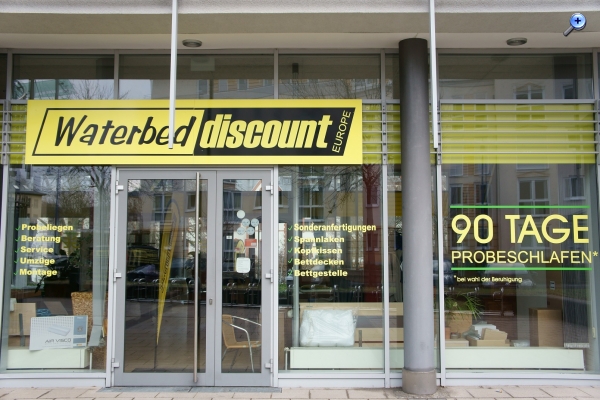 Waterbed discount EUROPE
Probeliegen
Beratung
Service
Umzüge
Montage
Sonderanfertigungen
Spannlaken
Kopfkissen
Bettdecken
Bettgestelle
90 TAGE
PROBESCHLAFEN*
*bei wahl der Beruhigung